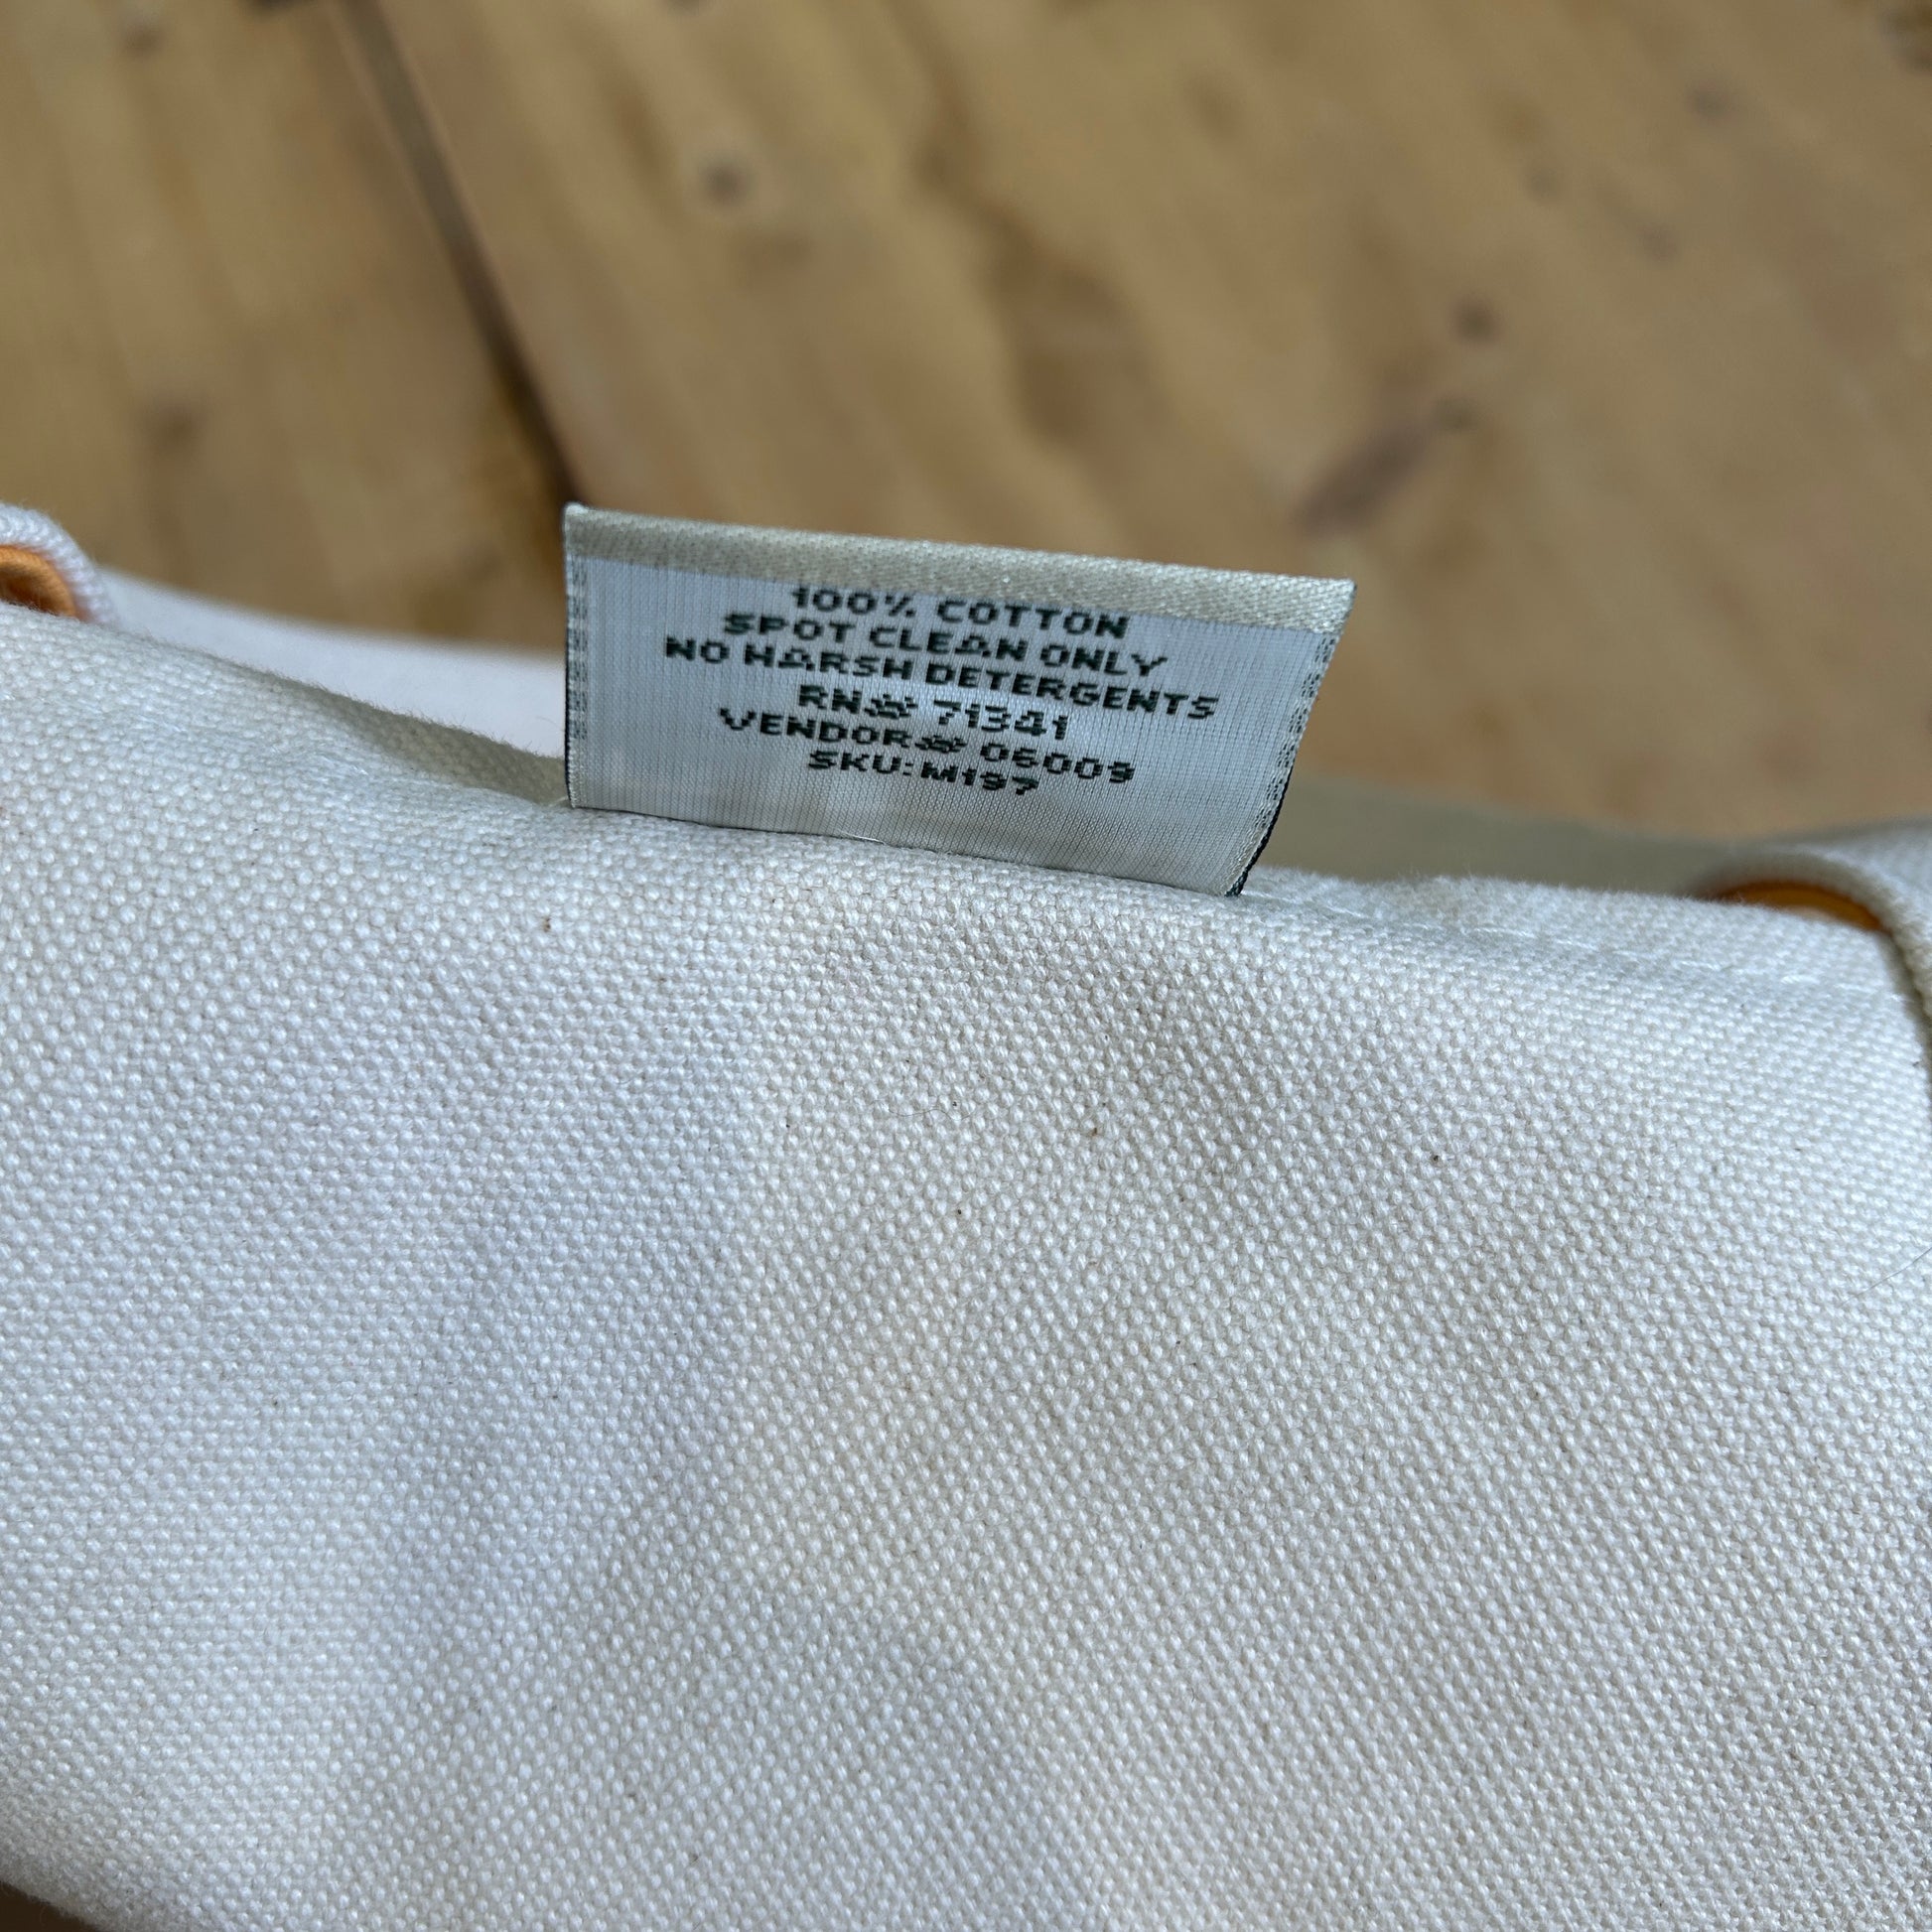 100% COTTON
SPOT CLEAN ONLY
NO HARSH DETERGENTS
RN# 71341
VENDOR# 06009
SKU: M197